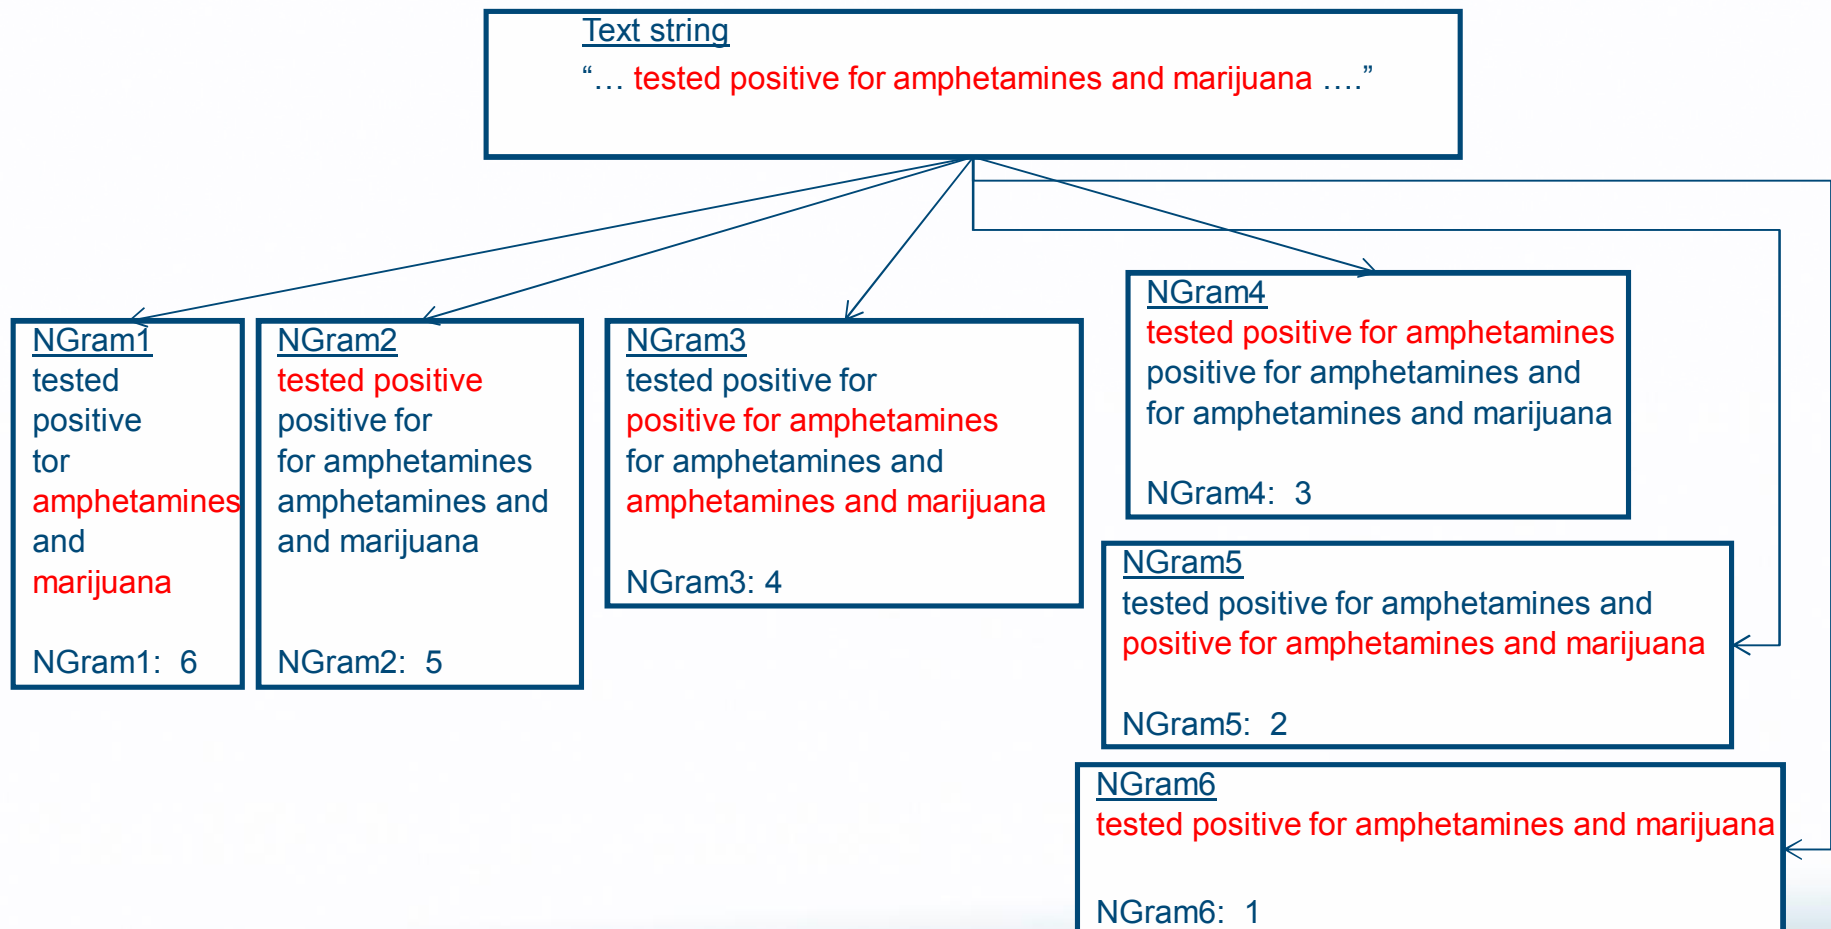 Text string
“… tested positive for amphetamines and marijuana ….”
NGram1
tested
positive
tor
amphetamines
and
marijuana
NGram1:  6
NGram2
tested positive
positive for
for amphetamines
amphetamines and
and marijuana
NGram2:  5
NGram3
tested positive for
positive for amphetamines
for amphetamines and
amphetamines and marijuana
NGram3: 4
NGram4
tested positive for amphetamines
positive for amphetamines and
for amphetamines and marijuana
NGram4:  3
NGram5
tested positive for amphetamines and
positive for amphetamines and marijuana
NGram5:  2
NGram6
tested positive for amphetamines and marijuana
NGram6:  1